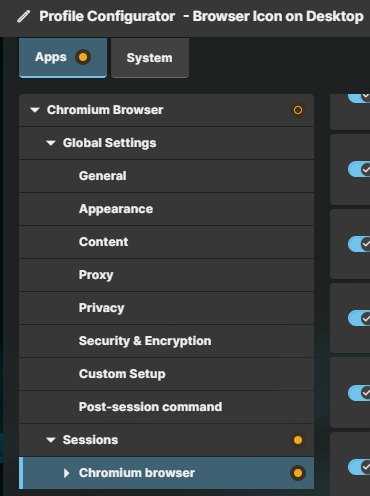 Profile Configurator - Browser Icon on Desktop
Apps
System
Chromium Browser
Global Settings
General
Appearance
Content
Proxy
Privacy
Security & Encryption
Custom Setup
Post-session command
Sessions
Chromium browser